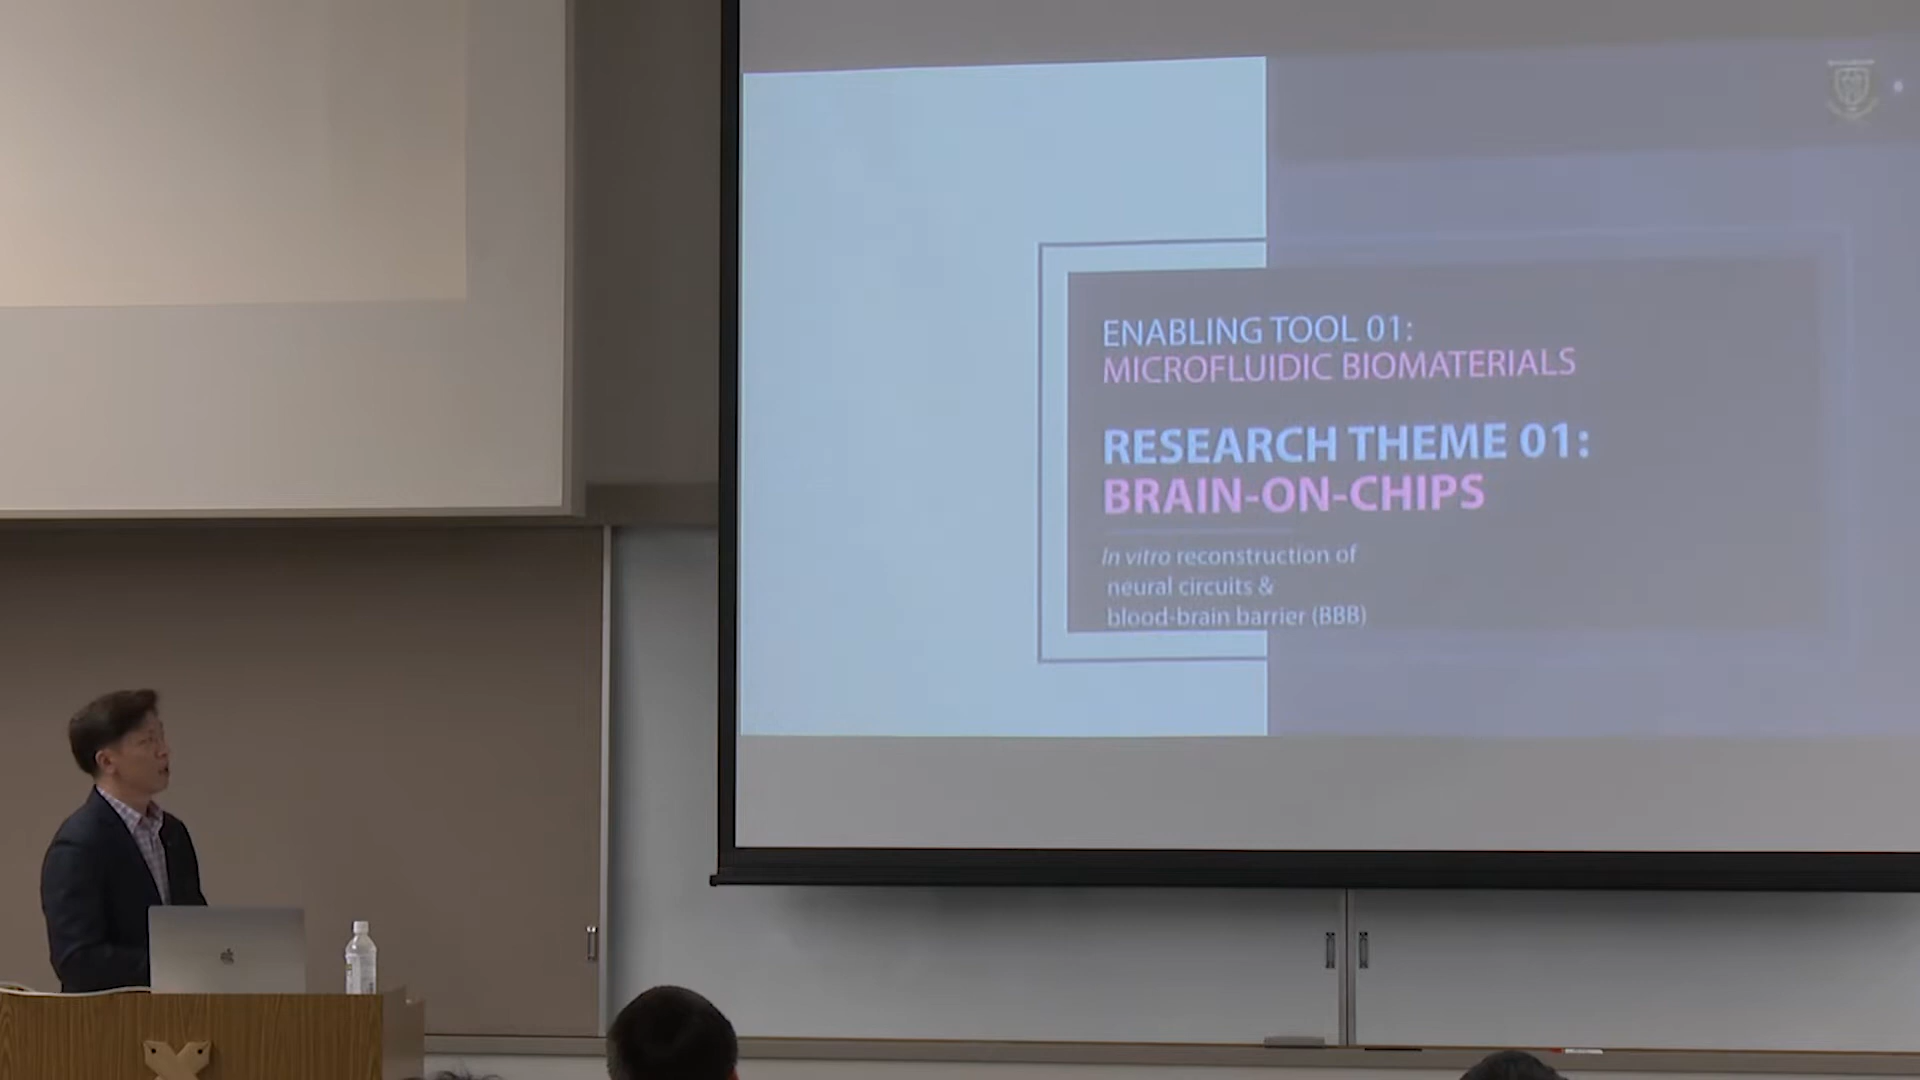 ENABLING TOOL 01:
MICROFLUIDIC BIOMATERIALS
RESEARCH THEME 01:
BRAIN-ON-CHIPS
In vitro reconstruction of
neural circuits &
blood-brain barrier (BBB)